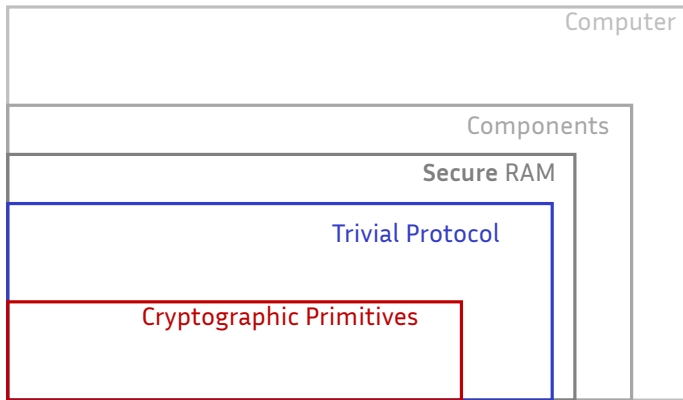 Computer
Components
Secure RAM
Trivial Protocol
Cryptographic Primitives